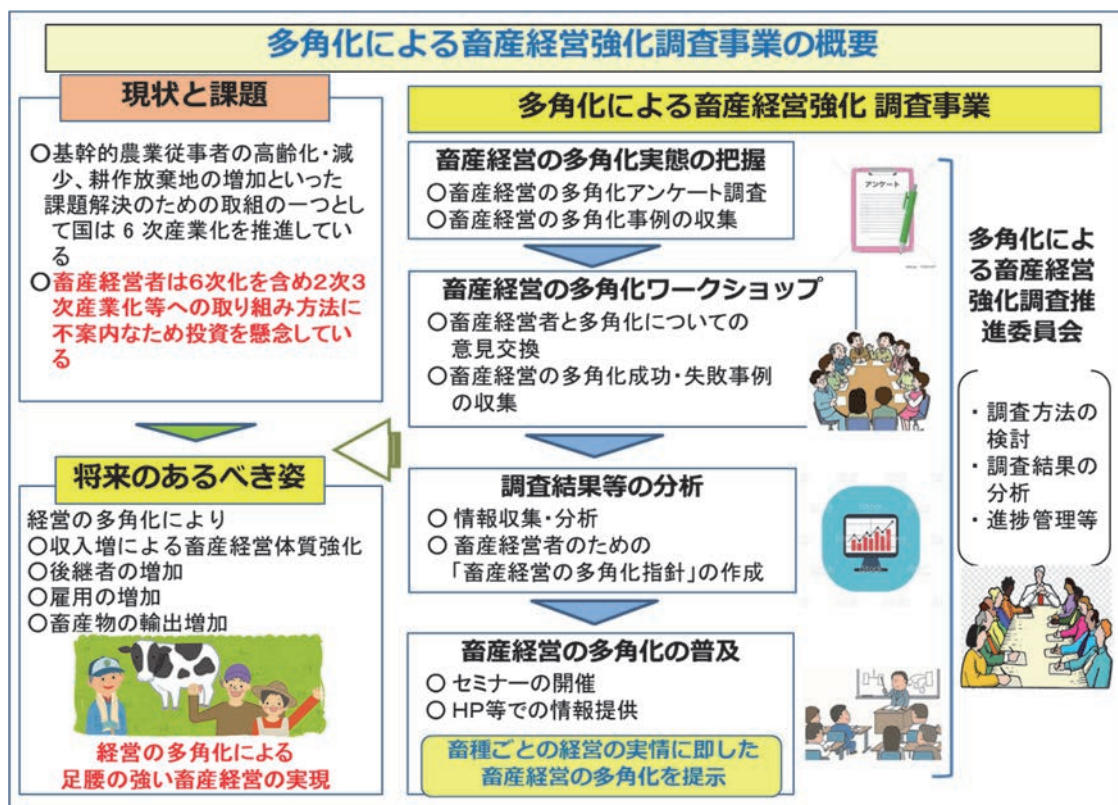 多角化による畜産経営強化調査事業の概要
現状と課題
○基幹的農業従事者の高齢化・減
少、耕作放棄地の増加といった
課題解決のための取組の一つとし
て国は 6 次産業化を推進してい
る
○畜産経営者は6次化を含め2次3
次産業化等への取り組み方法に
不案内なため投資を懸念してい
る
将来のあるべき姿
経営の多角化により
○収入増による畜産経営体質強化
○後継者の増加
○雇用の増加
○畜産物の輸出増加
経営の多角化による
足腰の強い畜産経営の実現
多角化による畜産経営強化 調査事業
畜産経営の多角化実態の把握
○畜産経営の多角化アンケート調査
○畜産経営の多角化事例の収集
アンケート
畜産経営の多角化ワークショップ
○畜産経営者と多角化についての
意見交換
○畜産経営の多角化成功・失敗事例
の収集
調査結果等の分析
○ 情報収集・分析
○ 畜産経営者のための
「畜産経営の多角化指針」の作成
畜産経営の多角化の普及
○ セミナーの開催
○ HP等での情報提供
畜種ごとの経営の実情に即した
畜産経営の多角化を提示
多角化によ
る畜産経営
強化調査推
進委員会
・調査方法の
検討
・調査結果の
分析
・進捗管理等